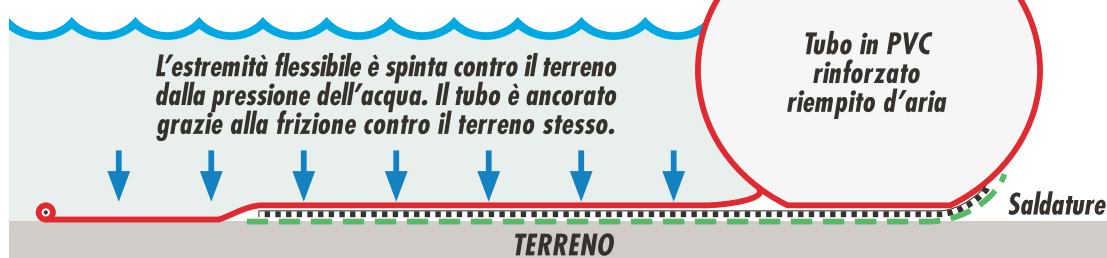 L'estremità flessibile è spinta contro il terreno
dalla pressione dell'acqua. Il tubo è ancorato
grazie alla frizione contro il terreno stesso.
Tubo in PVC
rinforzato
riempito d'aria
Saldature
TERRENO